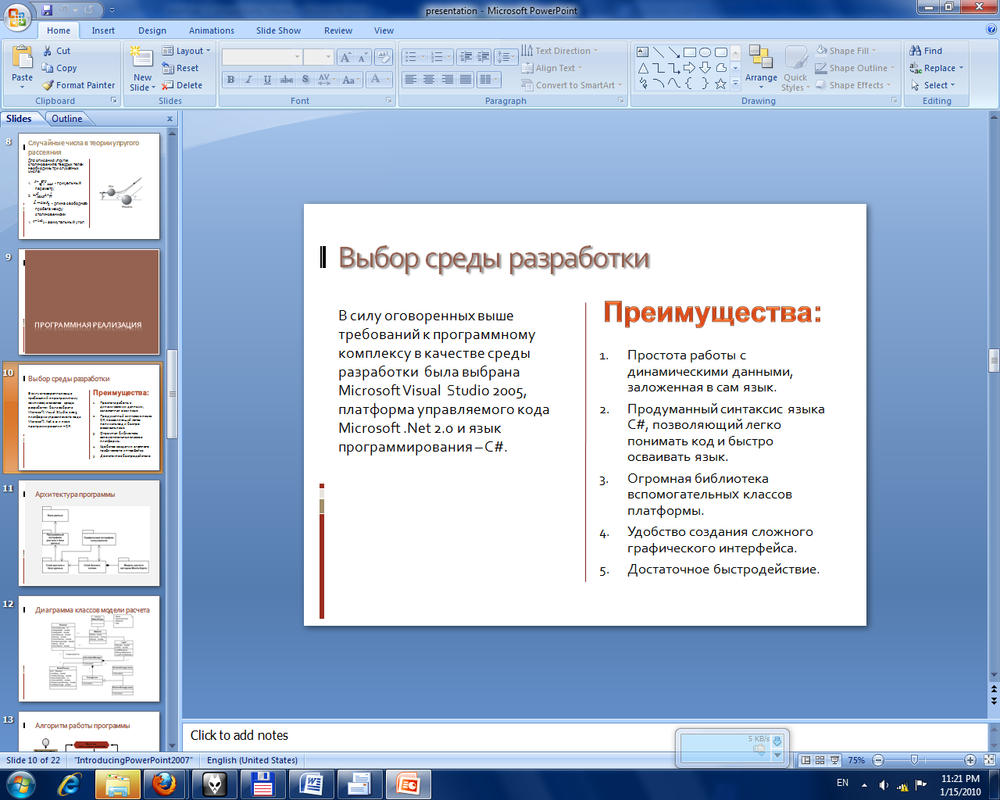 presentation - Microsoft PowerPoint
Home Insert Design Animations Slide Show Review View
Paste
Cut
Copy
Format Painter
Clipboard
New
Slide
Layout
Reset
Delete
Slides
B I U abc S AV Aa A
Font
Text Direction
Align Text
Convert to SmartArt
Paragraph
Arrange
Quick
Styles
Shape Fill
Shape Outline
Shape Effects
Drawing
Find
Replace
Select
Editing
Slides Outline x
8
Случайные числа в теории упругого
рассеяния
9
ПРОГРАММНАЯ РЕАЛИЗАЦИЯ
10
Выбор среды разработки
Преимущества:
11
Архитектура программы
12
Диаграмма классов модели расчета
13
Алгоритм работы программы
Выбор среды разработки
В силу оговоренных выше
требований к программному
комплексу в качестве среды
разработки была выбрана
Microsoft Visual Studio 2005,
платформа управляемого кода
Microsoft .Net 2.0 и язык
программирования – C#.
Преимущества:
1. Простота работы с
динамическими данными,
заложенная в сам язык.
2. Продуманный синтаксис языка
C#, позволяющий легко
понимать код и быстро
осваивать язык.
3. Огромная библиотека
вспомогательных классов
платформы.
4. Удобство создания сложного
графического интерфейса.
5. Достаточное быстродействие.
Click to add notes
5 KB/s
Slide 10 of 22 "IntroducingPowerPoint2007" English (United States) 75%
EN
11:21 PM
1/15/2010